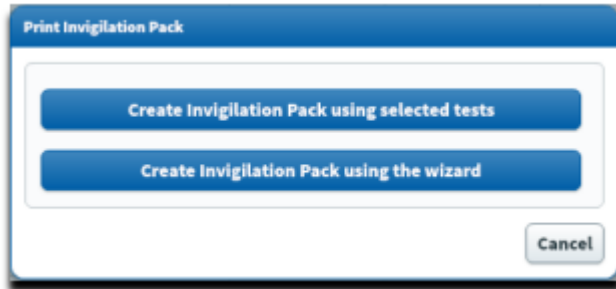 Print Invigilation Pack
Create Invigilation Pack using selected tests
Create Invigilation Pack using the wizard
Cancel